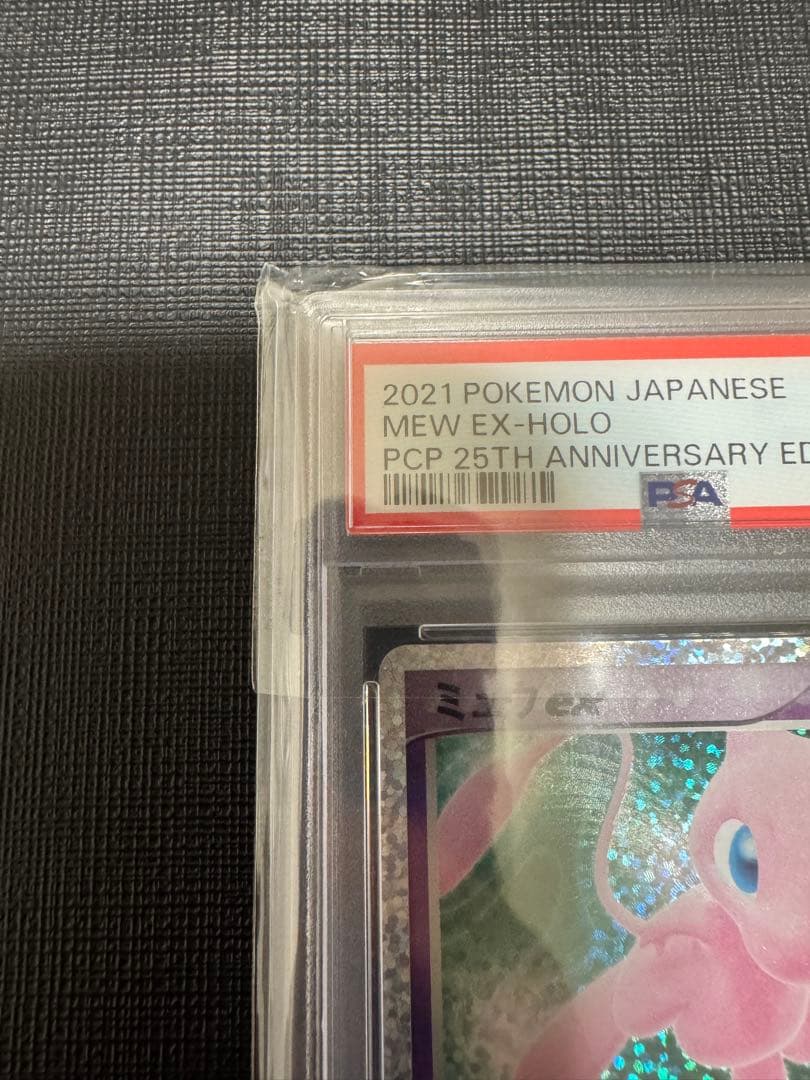 2021 POKEMON JAPANESE
MEW EX-HOLO
PCP 25TH ANNIVERSARY ED
PSA
ミュウex